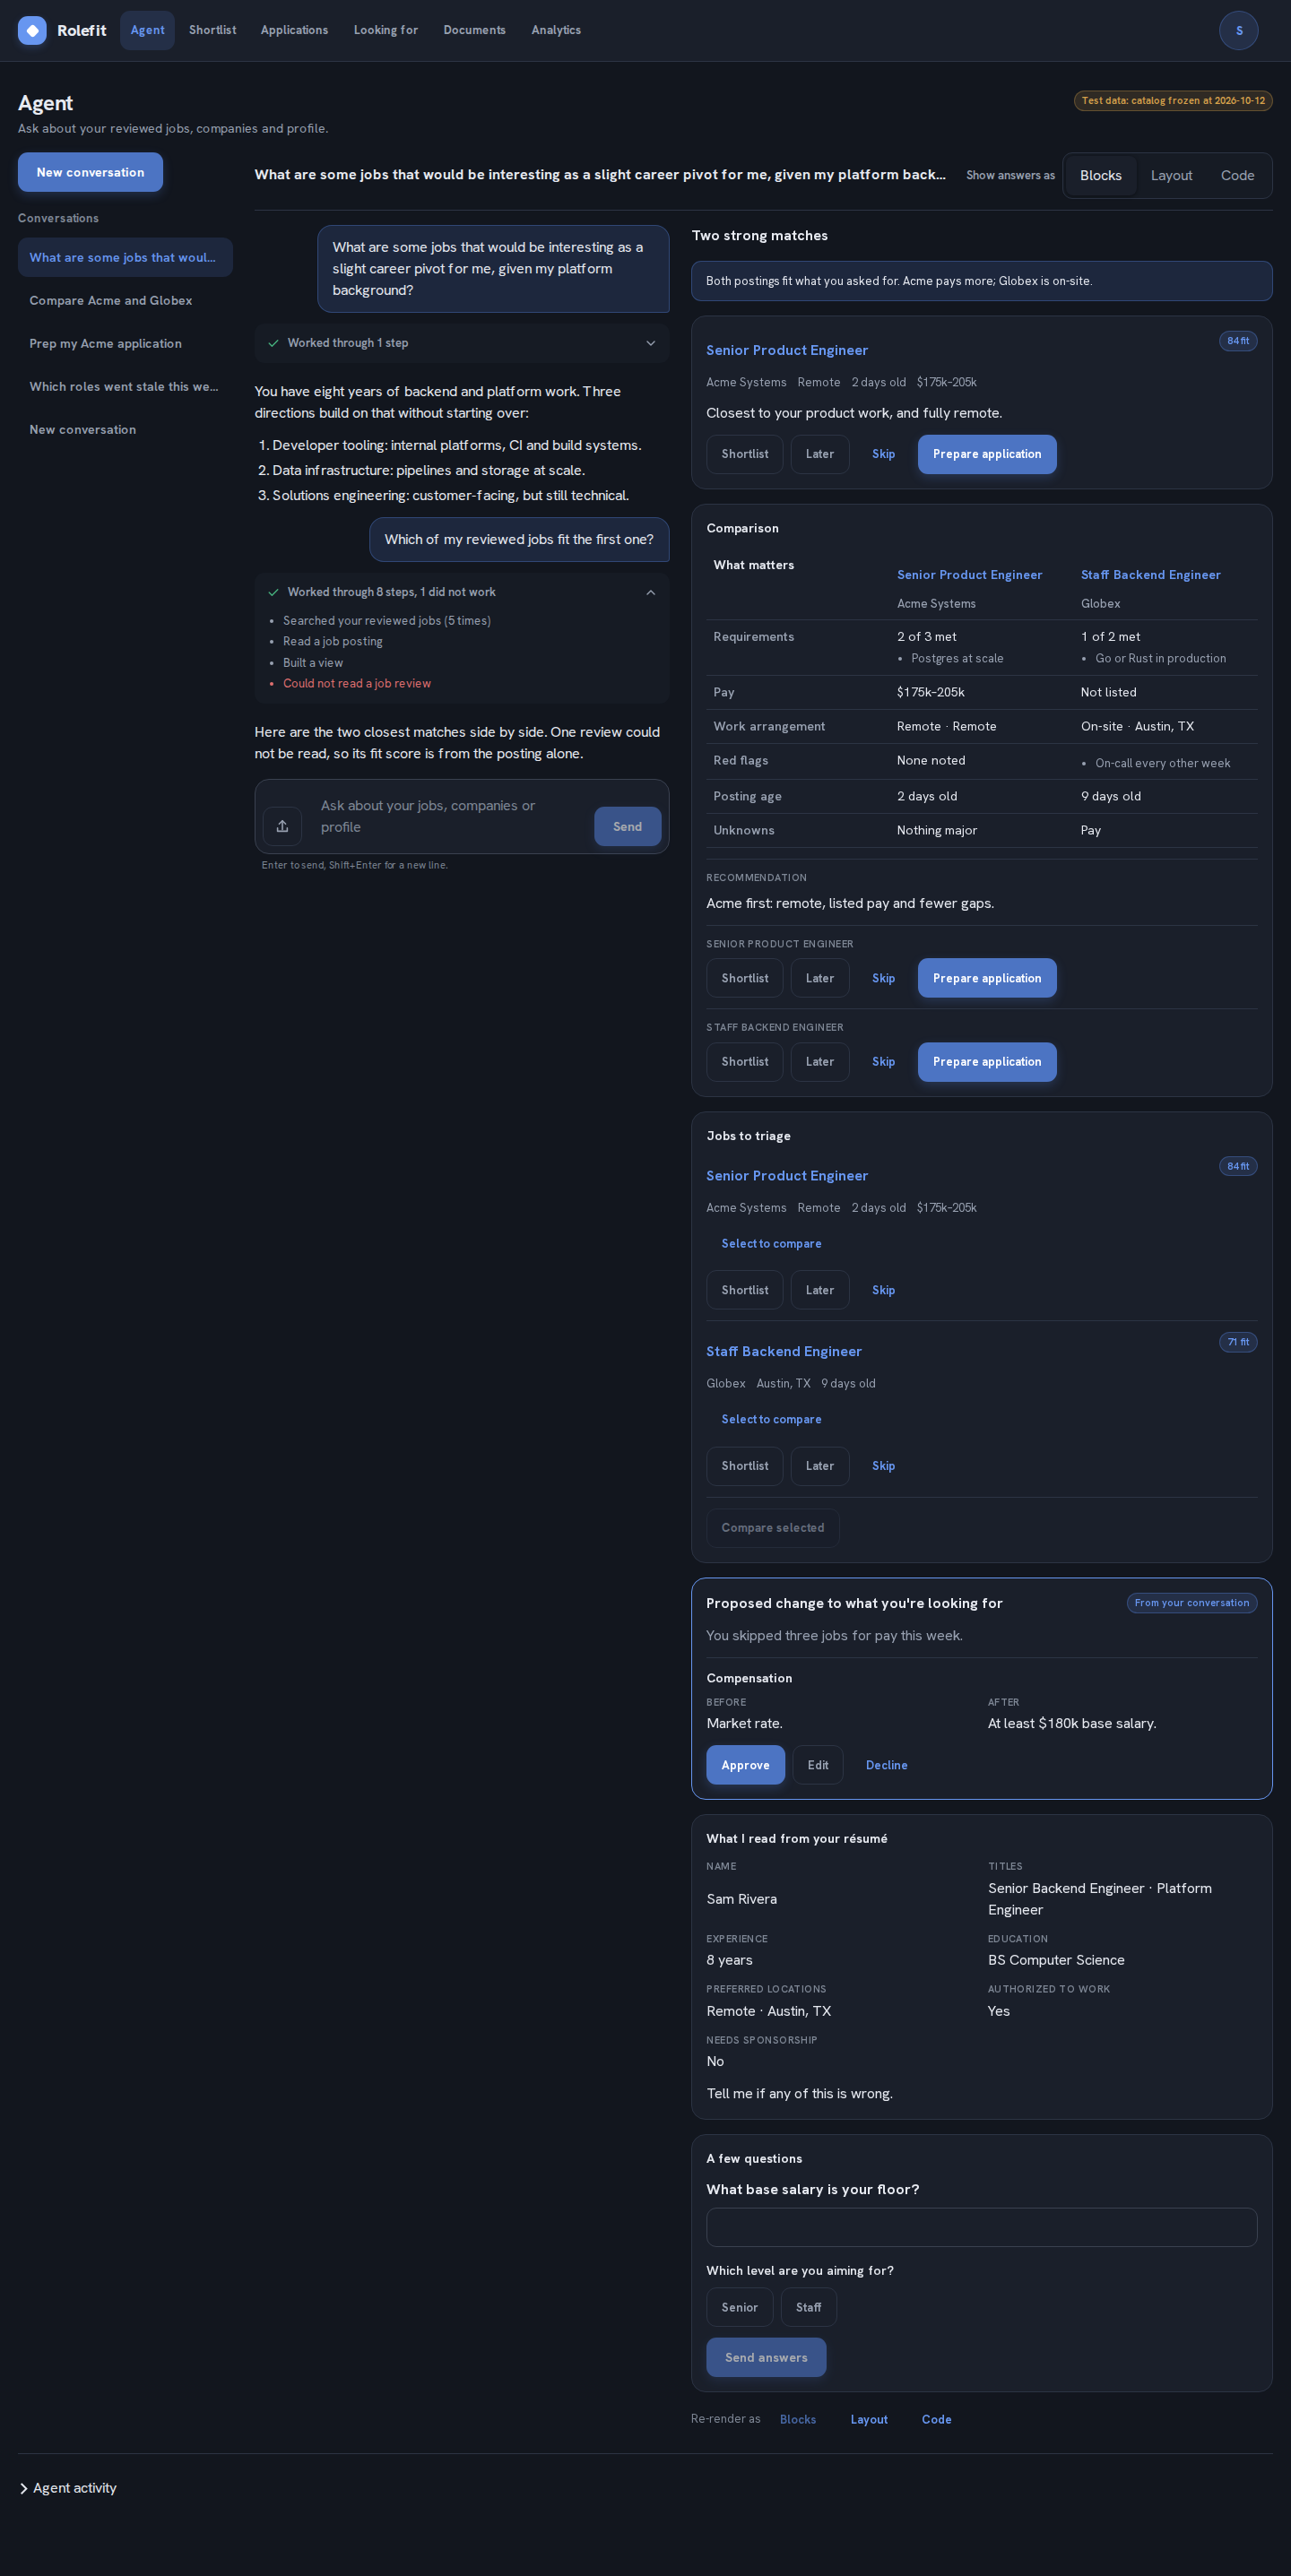 Rolefit
Agent
Shortlist
Applications
Looking for
Documents
Analytics
S
Agent
Test data: catalog frozen at 2026-10-12
Ask about your reviewed jobs, companies and profile.
New conversation
Conversations
What are some jobs that woul...
Compare Acme and Globex
Prep my Acme application
Which roles went stale this we...
New conversation
What are some jobs that would be interesting as a slight career pivot for me, given my platform back...
Show answers as
Blocks
Layout
Code
What are some jobs that would be interesting as a
slight career pivot for me, given my platform
background?
Worked through 1 step
You have eight years of backend and platform work. Three
directions build on that without starting over:
1. Developer tooling: internal platforms, CI and build systems.
2. Data infrastructure: pipelines and storage at scale.
3. Solutions engineering: customer-facing, but still technical.
Which of my reviewed jobs fit the first one?
Worked through 8 steps, 1 did not work
• Searched your reviewed jobs (5 times)
• Read a job posting
• Built a view
• Could not read a job review
Here are the two closest matches side by side. One review could
not be read, so its fit score is from the posting alone.
Ask about your jobs, companies or
profile
Send
Enter to send, Shift+Enter for a new line.
Two strong matches
Both postings fit what you asked for. Acme pays more; Globex is on-site.
Senior Product Engineer
84 fit
Acme Systems Remote 2 days old $175k–205k
Closest to your product work, and fully remote.
Shortlist
Later
Skip
Prepare application
Comparison
What matters
Senior Product Engineer
Staff Backend Engineer
Acme Systems
Globex
Requirements
2 of 3 met
1 of 2 met
• Postgres at scale
• Go or Rust in production
Pay
$175k–205k
Not listed
Work arrangement
Remote · Remote
On-site · Austin, TX
Red flags
None noted
• On-call every other week
Posting age
2 days old
9 days old
Unknowns
Nothing major
Pay
RECOMMENDATION
Acme first: remote, listed pay and fewer gaps.
SENIOR PRODUCT ENGINEER
Shortlist
Later
Skip
Prepare application
STAFF BACKEND ENGINEER
Shortlist
Later
Skip
Prepare application
Jobs to triage
Senior Product Engineer
84 fit
Acme Systems Remote 2 days old $175k–205k
Select to compare
Shortlist
Later
Skip
Staff Backend Engineer
71 fit
Globex Austin, TX 9 days old
Select to compare
Shortlist
Later
Skip
Compare selected
Proposed change to what you're looking for
From your conversation
You skipped three jobs for pay this week.
Compensation
BEFORE
AFTER
Market rate.
At least $180k base salary.
Approve
Edit
Decline
What I read from your résumé
NAME
TITLES
Sam Rivera
Senior Backend Engineer · Platform
Engineer
EXPERIENCE
EDUCATION
8 years
BS Computer Science
PREFERRED LOCATIONS
AUTHORIZED TO WORK
Remote · Austin, TX
Yes
NEEDS SPONSORSHIP
No
Tell me if any of this is wrong.
A few questions
What base salary is your floor?
Which level are you aiming for?
Senior
Staff
Send answers
Re-render as
Blocks
Layout
Code
Agent activity